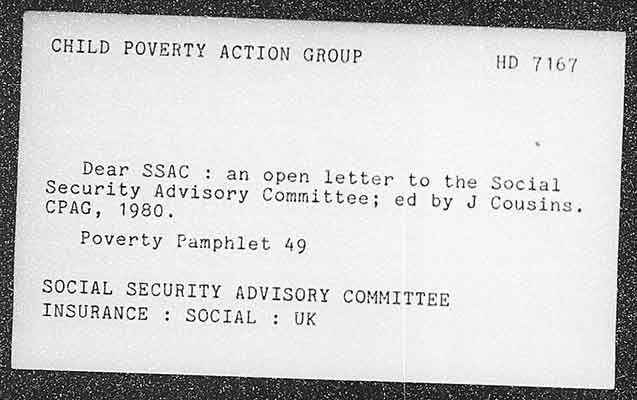 CHILD POVERTY ACTION GROUP HD 7167
Dear SSAC : an open letter to the Social
Security Advisory Committee; ed by J Cousins.
CPAG, 1980.
Poverty Pamphlet 49
SOCIAL SECURITY ADVISORY COMMITTEE
INSURANCE : SOCIAL : UK